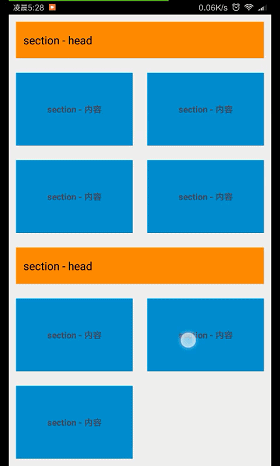 凌晨5:28 0.06K/s
section - head
section - 内容 section - 内容
section - 内容 section - 内容
section - head
section - 内容 section - 内容
section - 内容